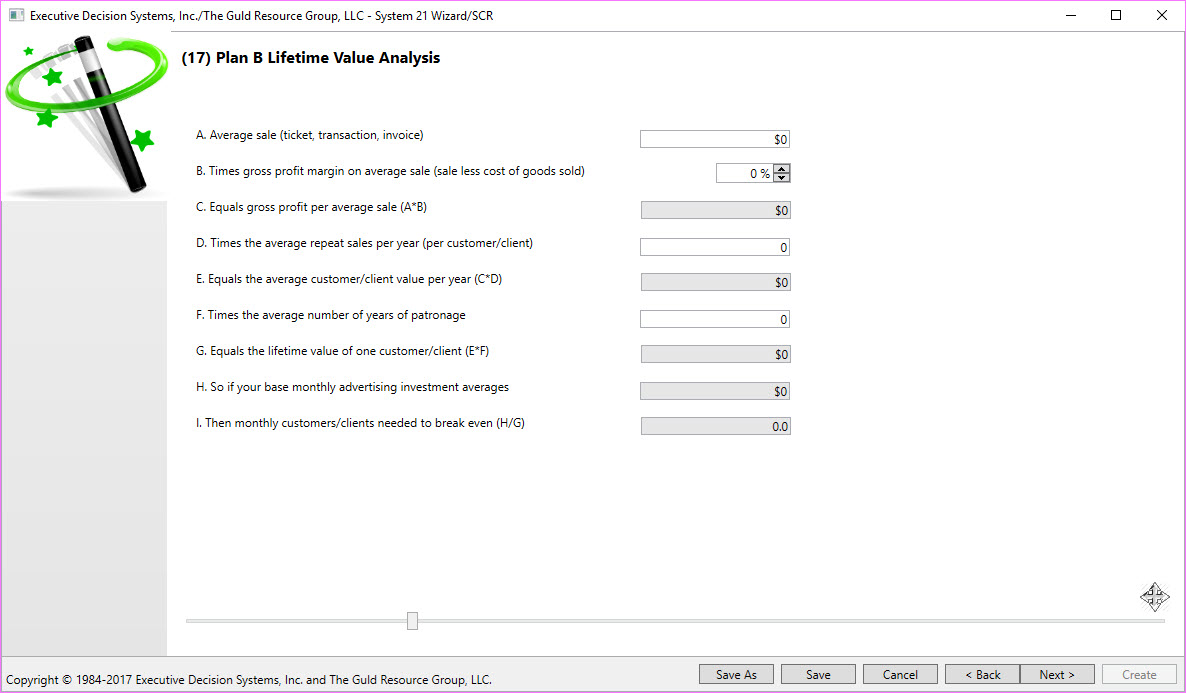 Executive Decision Systems, Inc./The Guld Resource Group, LLC - System 21 Wizard/SCR
(17) Plan B Lifetime Value Analysis
A. Average sale (ticket, transaction, invoice) $0
B. Times gross profit margin on average sale (sale less cost of goods sold) 0 %
C. Equals gross profit per average sale (A*B) $0
D. Times the average repeat sales per year (per customer/client) 0
E. Equals the average customer/client value per year (C*D) $0
F. Times the average number of years of patronage 0
G. Equals the lifetime value of one customer/client (E*F) $0
H. So if your base monthly advertising investment averages $0
I. Then monthly customers/clients needed to break even (H/G) 0.0
Copyright © 1984-2017 Executive Decision Systems, Inc. and The Guld Resource Group, LLC. Save As Save Cancel < Back Next > Create